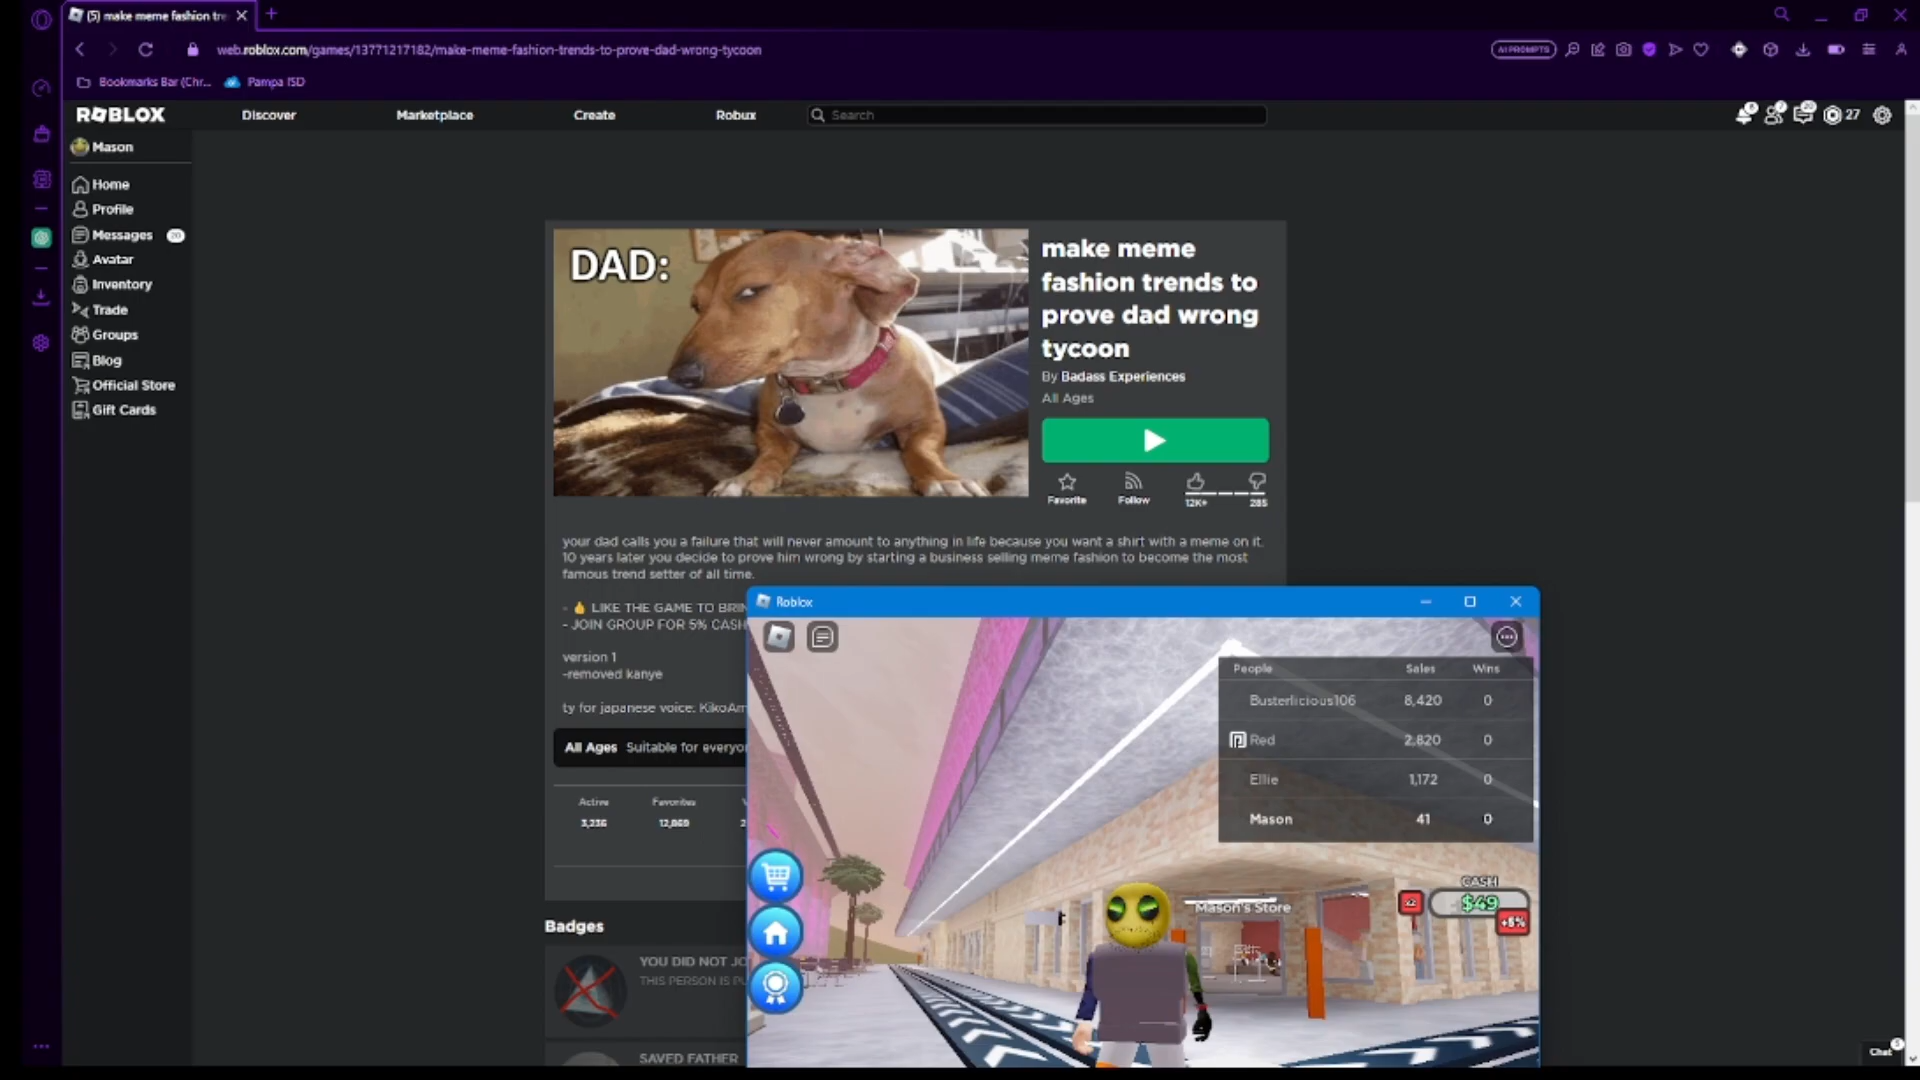 (5) make meme fashion tre
web.roblox.com/games/13771217182/make-meme-fashion-trends-to-prove-dad-wrong-tycoon
AI PROMPTS
Bookmarks Bar (Chr...
Pampa ISD
ROBLOX
Discover
Marketplace
Create
Robux
Search
27
Mason
Home
Profile
Messages
20
Avatar
Inventory
Trade
Groups
Blog
Official Store
Gift Cards
DAD:
make meme
fashion trends to
prove dad wrong
tycoon
By Badass Experiences
All Ages
Favorite
Follow
12K+
285
your dad calls you a failure that will never amount to anything in life because you want a shirt with a meme on it.
10 years later you decide to prove him wrong by starting a business selling meme fashion to become the most
famous trend setter of all time.
- 👍 LIKE THE GAME TO BRIN
- JOIN GROUP FOR 5% CASH
version 1
-removed kanye
ty for japanese voice: KikoAm
All Ages Suitable for everyo
Active
Favorites
3,236
12,869
Badges
YOU DID NOT JO
THIS PERSON IS PU
SAVED FATHER
Roblox
People Sales Wins
Busterlicious106 8,420 0
Red 2,820 0
Ellie 1,172 0
Mason 41 0
Mason's Store
CASH
x2
$49
+5%
Chat